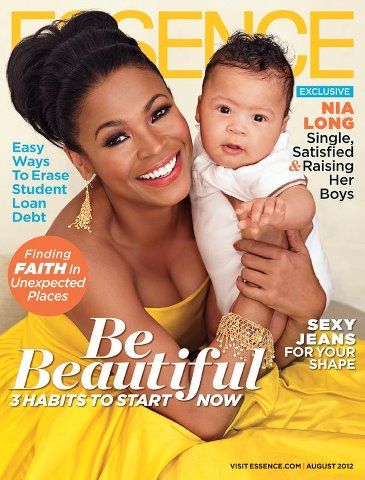 ESSENCE
EXCLUSIVE
NIA
LONG
Single,
Satisfied
& Raising
Her
Boys
Easy
Ways
To Erase
Student
Loan
Debt
Finding
FAITH In
Unexpected
Places
Be
Beautiful
3 HABITS TO START NOW
SEXY
JEANS
FOR YOUR
SHAPE
VISIT ESSENCE.COM | AUGUST 2012